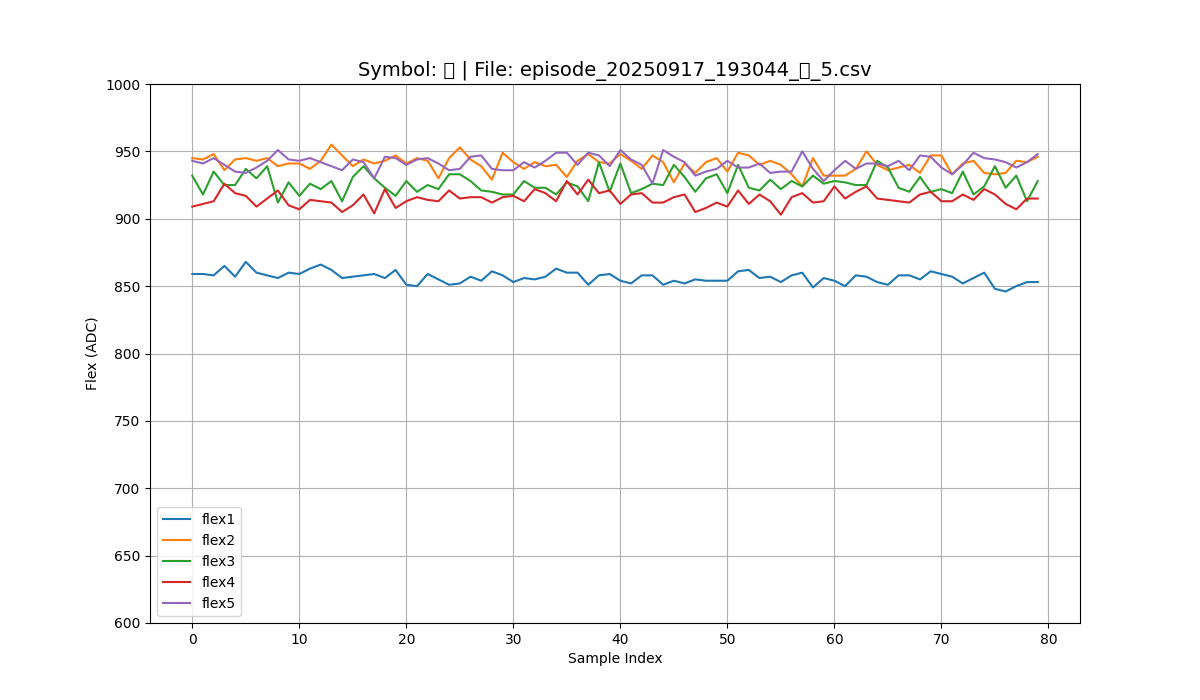 Symbol: | File: episode_20250917_193044_ _5.csv
1000
950
900
850
800
750
700
650
600
Flex (ADC)
flex1
flex2
flex3
flex4
flex5
0 10 20 30 40 50 60 70 80
Sample Index